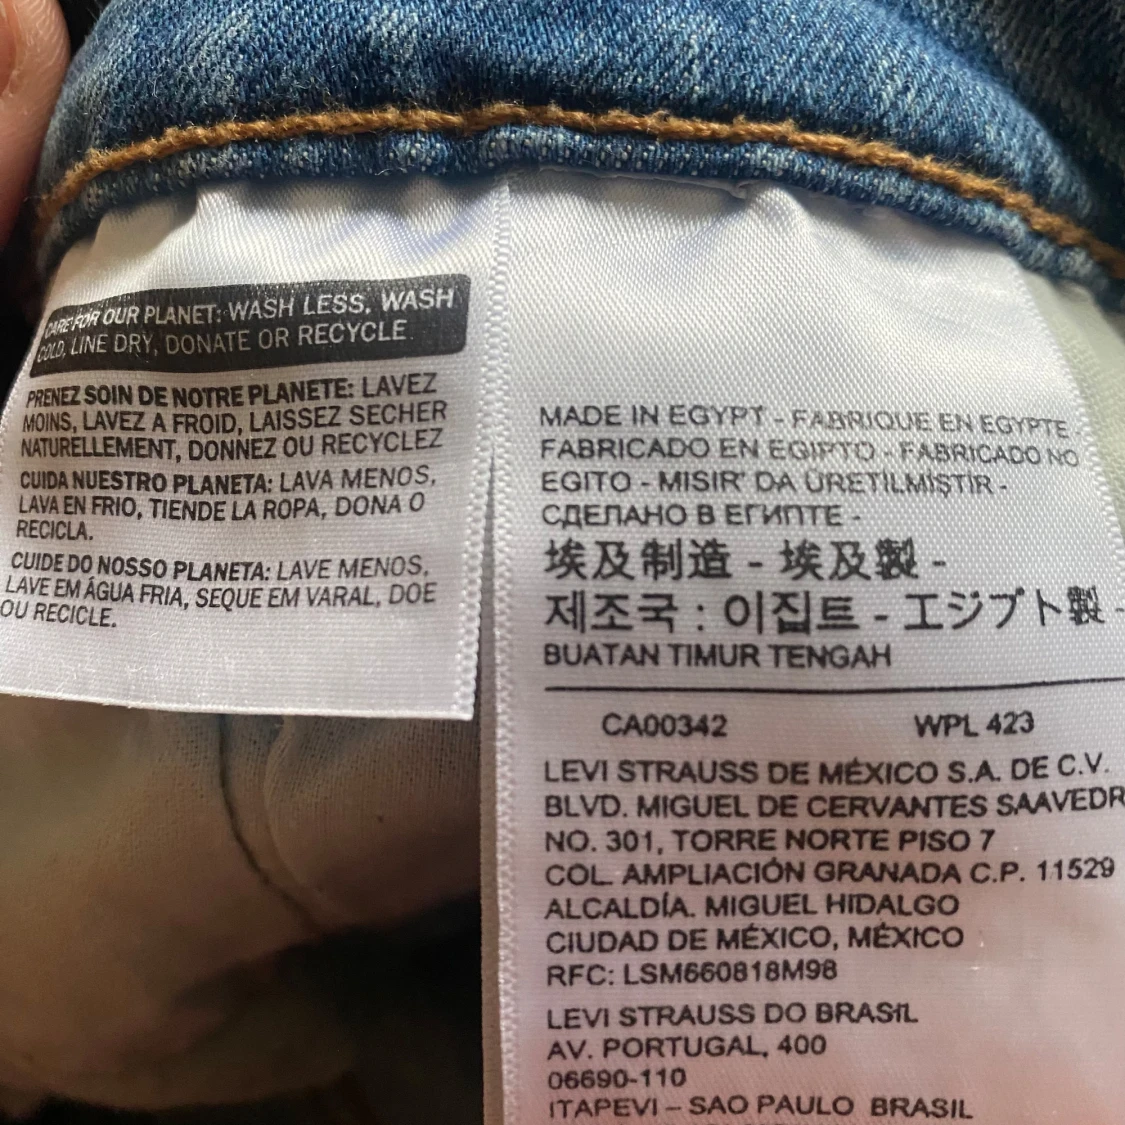 CARE FOR OUR PLANET: WASH LESS, WASH
COLD, LINE DRY, DONATE OR RECYCLE.
PRENEZ SOIN DE NOTRE PLANETE: LAVEZ
MOINS, LAVEZ A FROID, LAISSEZ SECHER
NATURELLEMENT, DONNEZ OU RECYCLEZ
CUIDA NUESTRO PLANETA: LAVA MENOS,
LAVA EN FRIO, TIENDE LA ROPA, DONA O
RECICLA.
CUIDE DO NOSSO PLANETA: LAVE MENOS,
LAVE EM ÁGUA FRIA, SEQUE EM VARAL, DOE
OU RECICLE.
MADE IN EGYPT - FABRIQUE EN EGYPTE
FABRICADO EN EGIPTO - FABRICADO NO
EGITO - MISIR' DA ÜRETİLMİŞTİR -
СДЕЛАНО В ЕГИПТЕ -
埃及制造 - 埃及製 -
제조국 : 이집트 - エジプト製 -
BUATAN TIMUR TENGAH
CA00342 WPL 423
LEVI STRAUSS DE MÉXICO S.A. DE C.V.
BLVD. MIGUEL DE CERVANTES SAAVEDR
NO. 301, TORRE NORTE PISO 7
COL. AMPLIACIÓN GRANADA C.P. 11529
ALCALDÍA. MIGUEL HIDALGO
CIUDAD DE MÉXICO, MÉXICO
RFC: LSM660818M98
LEVI STRAUSS DO BRASIL
AV. PORTUGAL, 400
06690-110
ITAPEVI – SAO PAULO BRASIL